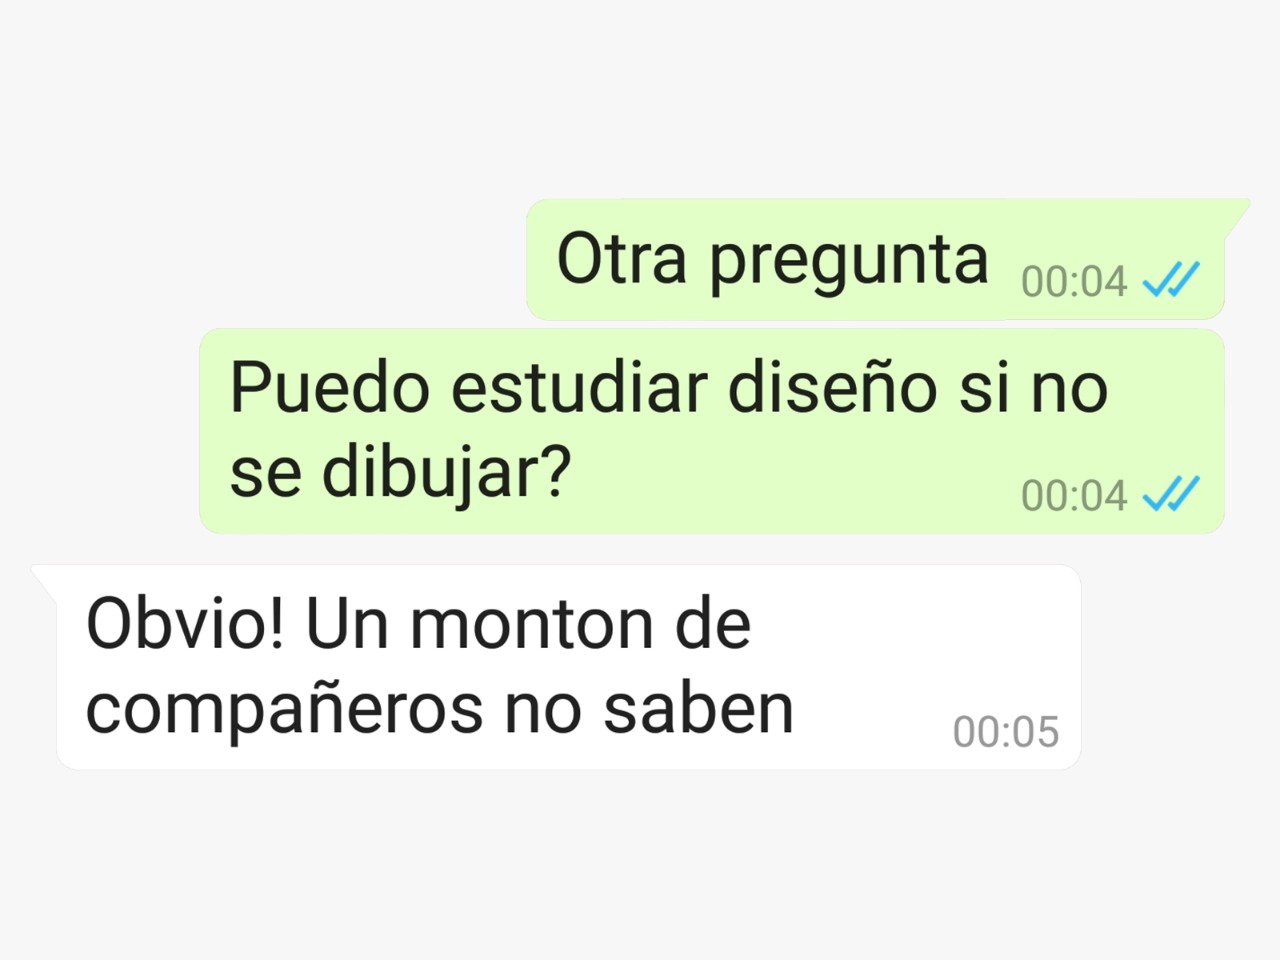 Otra pregunta 00:04
Puedo estudiar diseño si no
se dibujar? 00:04
Obvio! Un monton de
compañeros no saben 00:05